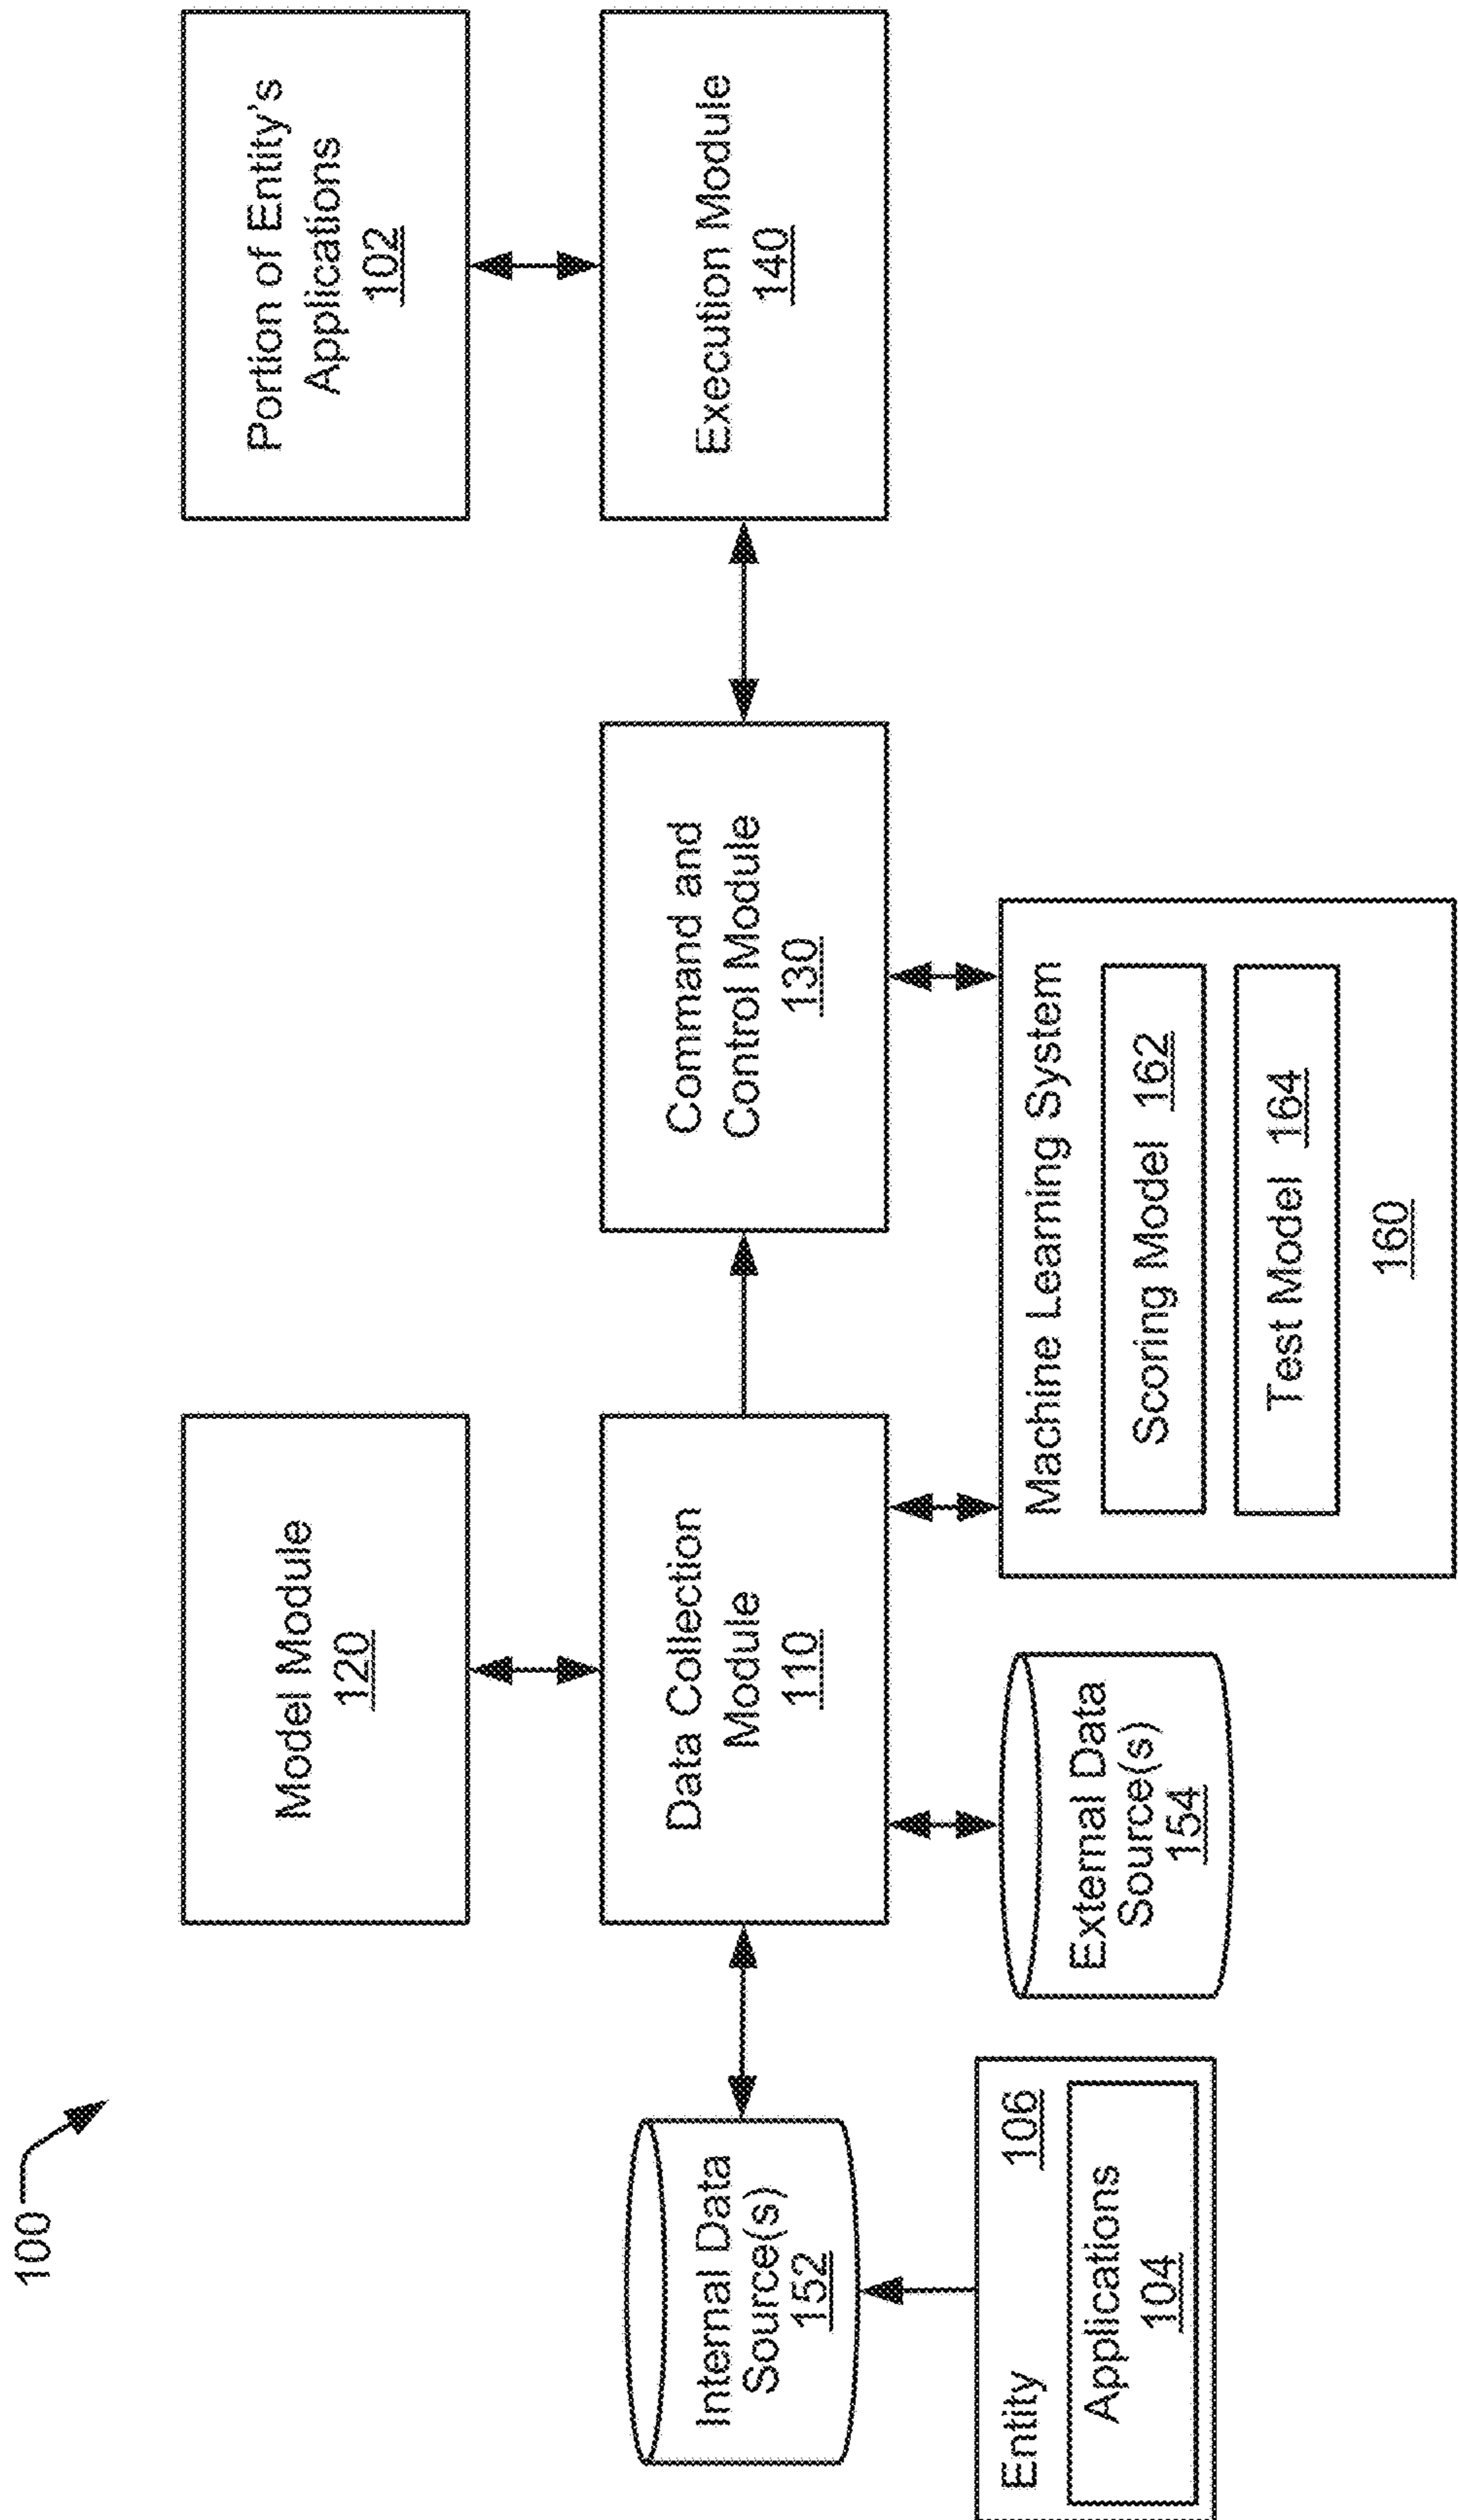 100
Model Module
120
Portion of Entity's
Applications
102
Internal Data
Source(s)
152
Data Collection
Module
110
Command and
Control Module
130
Execution Module
140
Entity 106
Applications
104
External Data
Source(s)
154
Machine Learning System
Scoring Model 162
Test Model 164
160